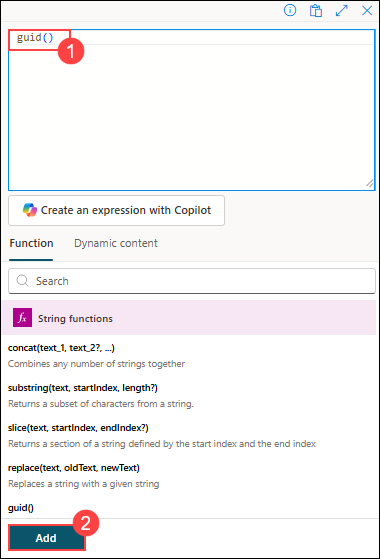 guid()
1
Create an expression with Copilot
Function Dynamic content
Search
fx String functions
concat(text_1, text_2?, ...)
Combines any number of strings together
substring(text, startIndex, length?)
Returns a subset of characters from a string.
slice(text, startIndex, endIndex?)
Returns a section of a string defined by the start index and the end index
replace(text, oldText, newText)
Replaces a string with a given string
guid()
2
Add